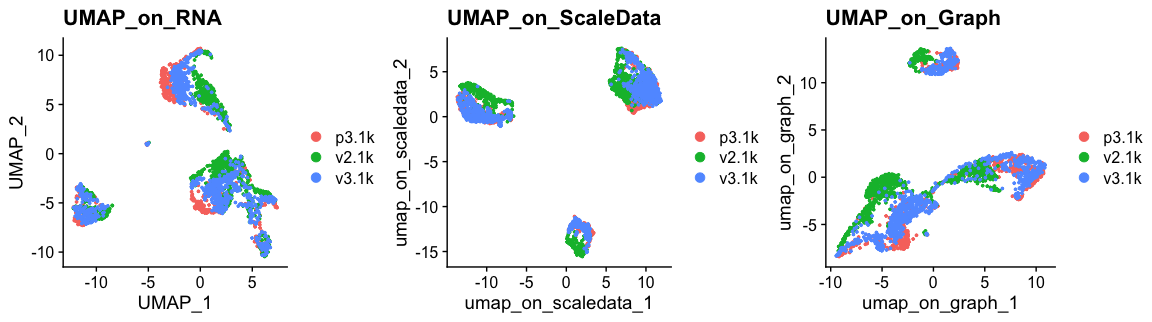 UMAP_on_RNA
10
5
0
-5
-10
UMAP_2
-10
-5
0
5
UMAP_1
p3.1k
v2.1k
v3.1k
UMAP_on_ScaleData
5
0
-5
-10
-15
umap_on_scaledata_2
-10
-5
0
5
10
umap_on_scaledata_1
p3.1k
v2.1k
v3.1k
UMAP_on_Graph
10
5
0
-5
umap_on_graph_2
-10
-5
0
5
10
umap_on_graph_1
p3.1k
v2.1k
v3.1k